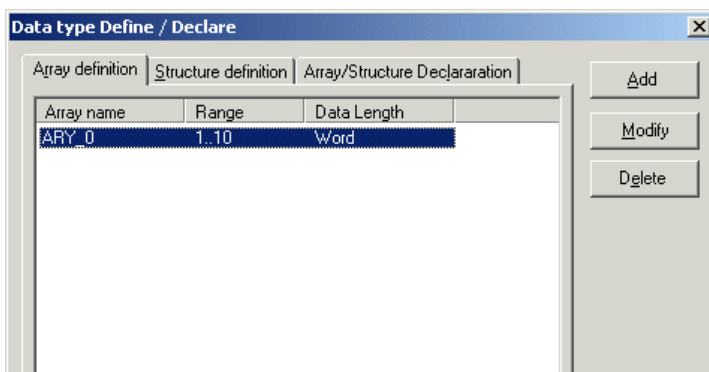 Data type Define / Declare
Array definition Structure definition Array/Structure Declararation
Add
Array name Range Data Length
ARY_0 1..10 Word
Modify
Delete